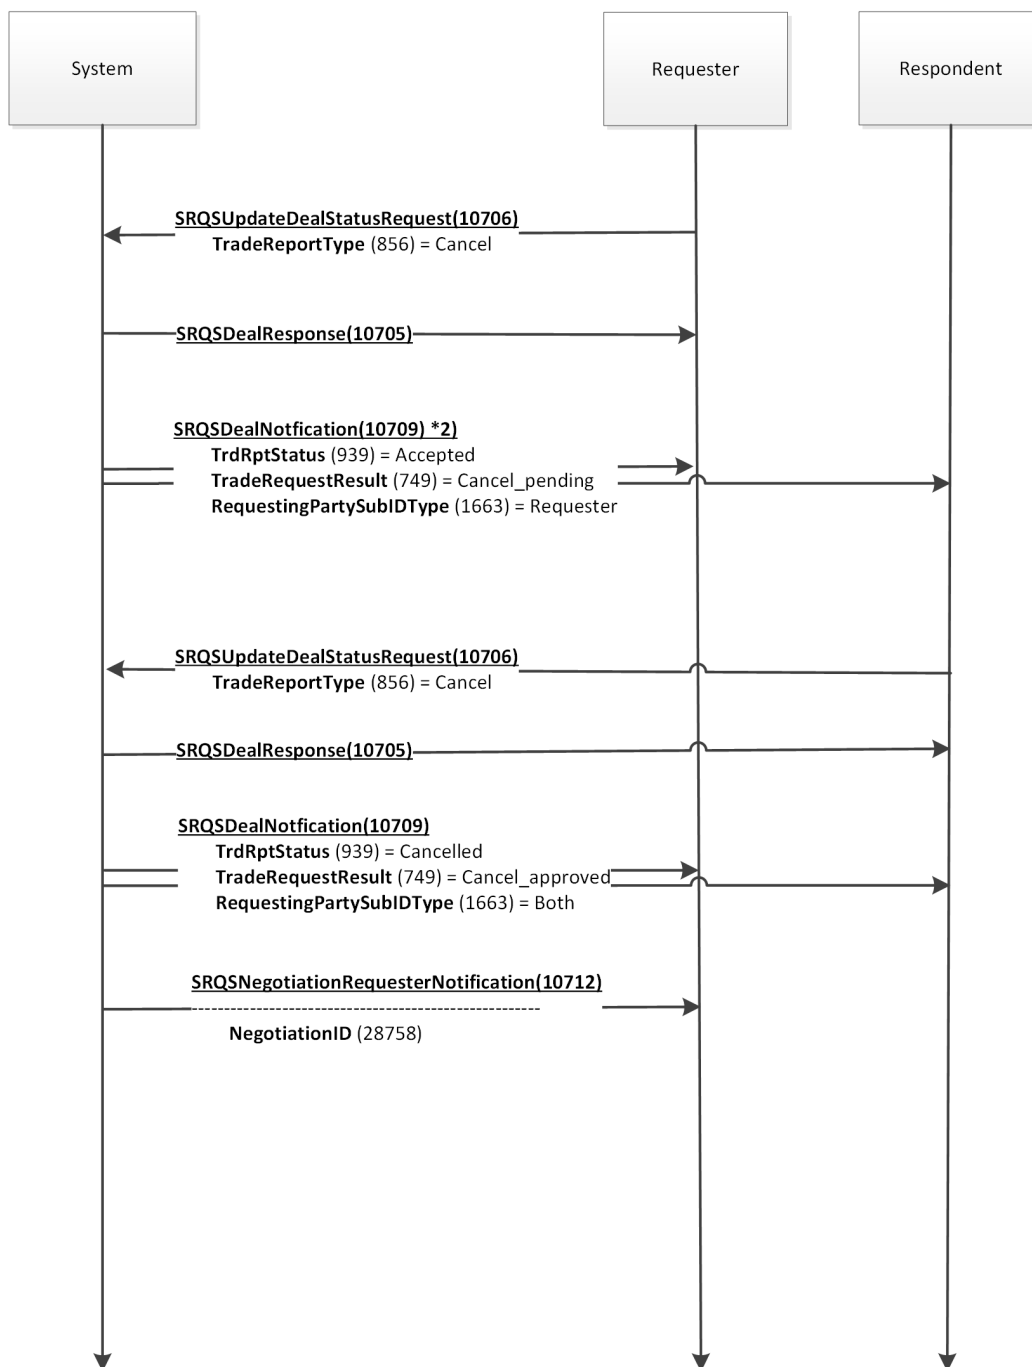 System
Requester
Respondent
SRQSUpdateDealStatusRequest(10706)
TradeReportType (856) = Cancel
SRQSDealResponse(10705)
SRQSDealNotfication(10709) *2)
TrdRptStatus (939) = Accepted
TradeRequestResult (749) = Cancel_pending
RequestingPartySubIDType (1663) = Requester
SRQSUpdateDealStatusRequest(10706)
TradeReportType (856) = Cancel
SRQSDealResponse(10705)
SRQSDealNotfication(10709)
TrdRptStatus (939) = Cancelled
TradeRequestResult (749) = Cancel_approved
RequestingPartySubIDType (1663) = Both
SRQSNegotiationRequesterNotification(10712)
NegotiationID (28758)